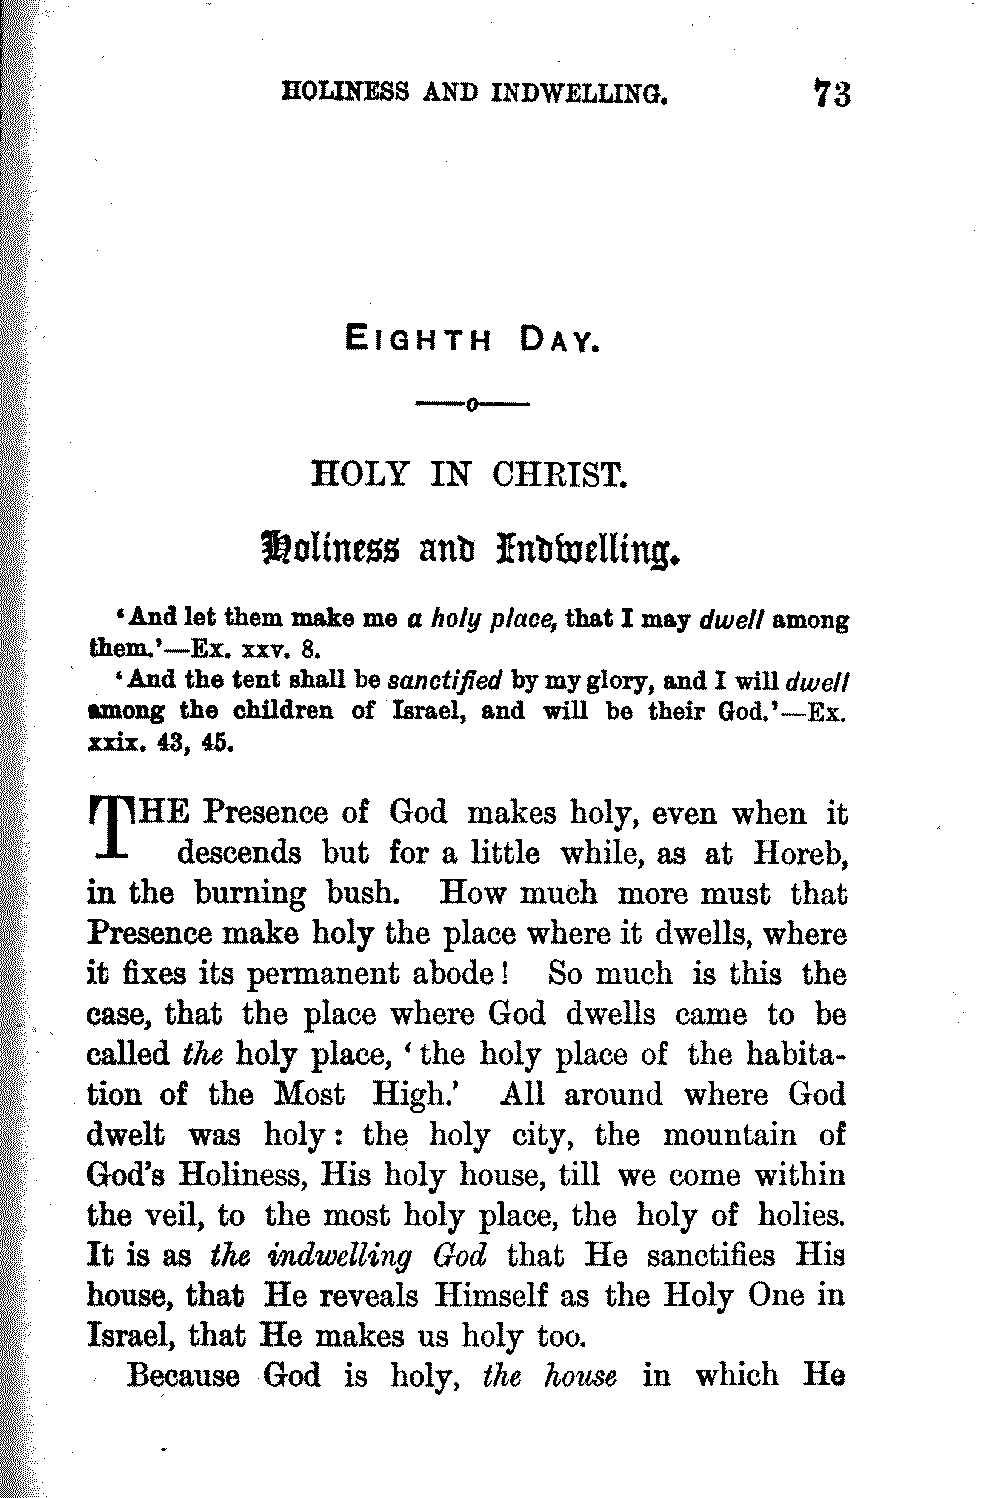 HOLINESS AND INDWELLING. 73
EIGHTH DAY.
HOLY IN CHRIST.
Holiness and Indwelling.
‘And let them make me a holy place, that I may dwell among
them.’—Ex. xxv. 8.
‘And the tent shall be sanctified by my glory, and I will dwell
among the children of Israel, and will be their God.’—Ex.
xxix. 43, 45.
THE Presence of God makes holy, even when it
descends but for a little while, as at Horeb,
in the burning bush. How much more must that
Presence make holy the place where it dwells, where
it fixes its permanent abode! So much is this the
case, that the place where God dwells came to be
called the holy place, ‘the holy place of the habita-
tion of the Most High.’ All around where God
dwelt was holy: the holy city, the mountain of
God's Holiness, His holy house, till we come within
the veil, to the most holy place, the holy of holies.
It is as the indwelling God that He sanctifies His
house, that He reveals Himself as the Holy One in
Israel, that He makes us holy too.
Because God is holy, the house in which He